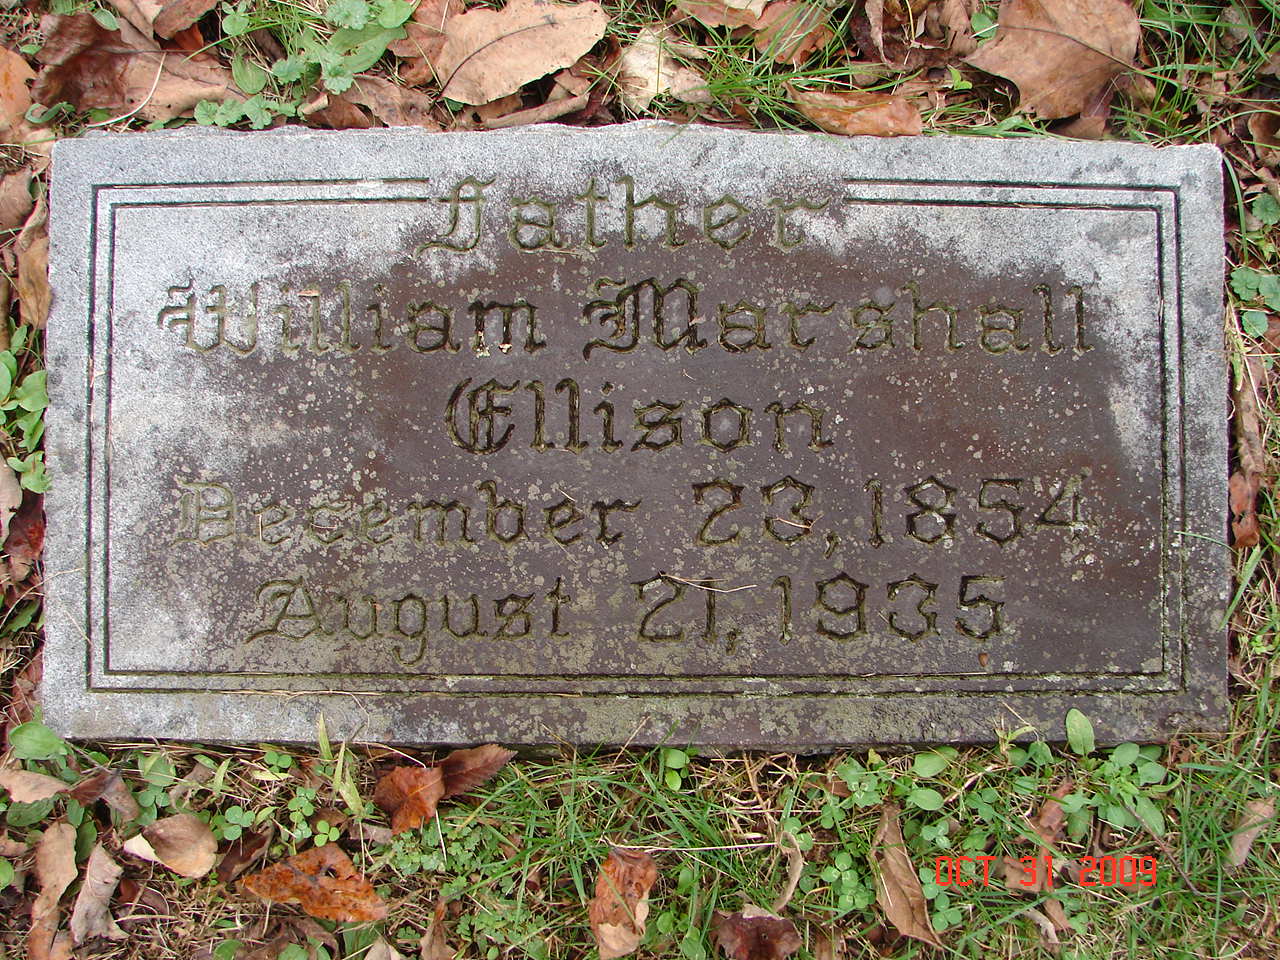 Father
William Marshall
Ellison
December 23, 1854
August 21, 1935
OCT 31 2009